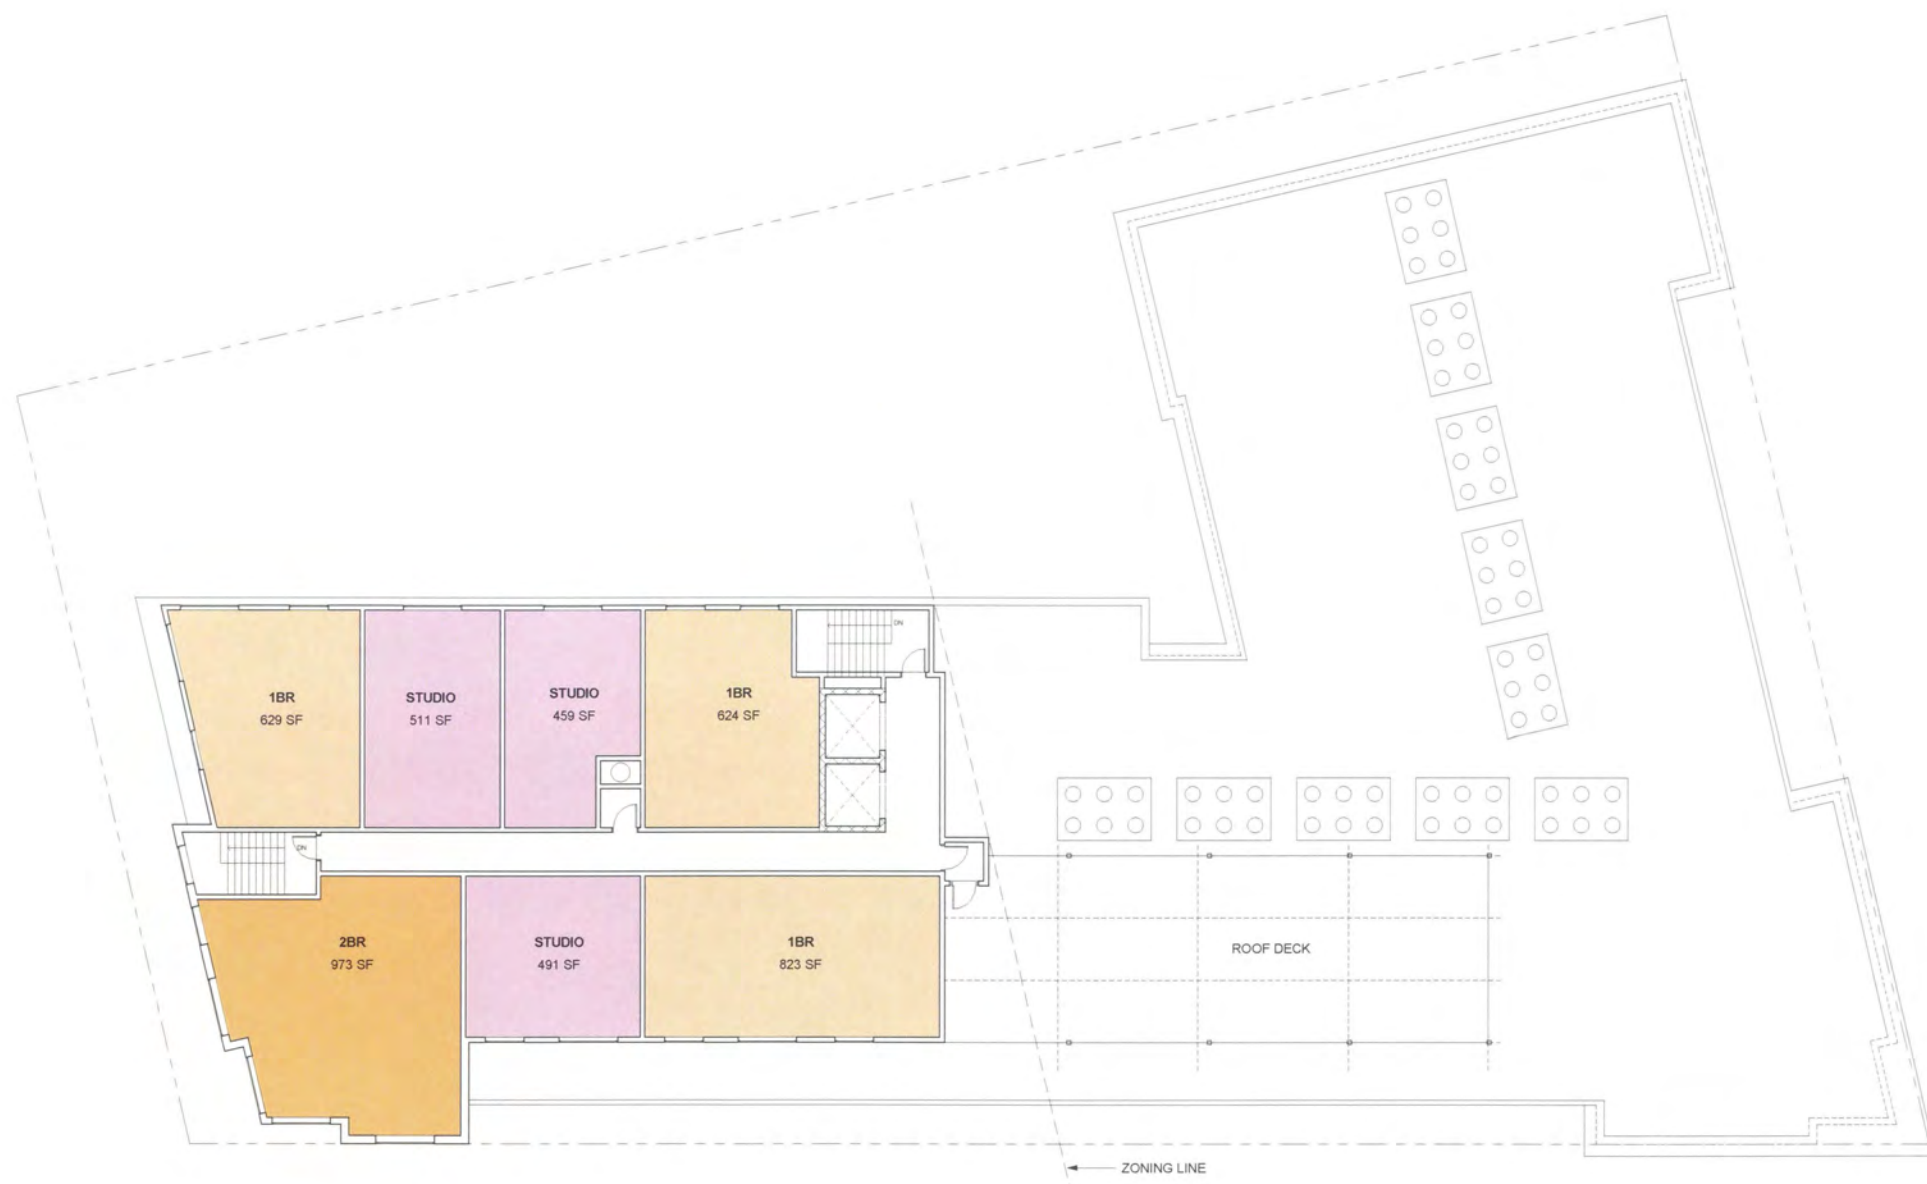 DN
1BR
629 SF
STUDIO
511 SF
STUDIO
459 SF
1BR
624 SF
DN
2BR
973 SF
STUDIO
491 SF
1BR
823 SF
ROOF DECK
ZONING LINE